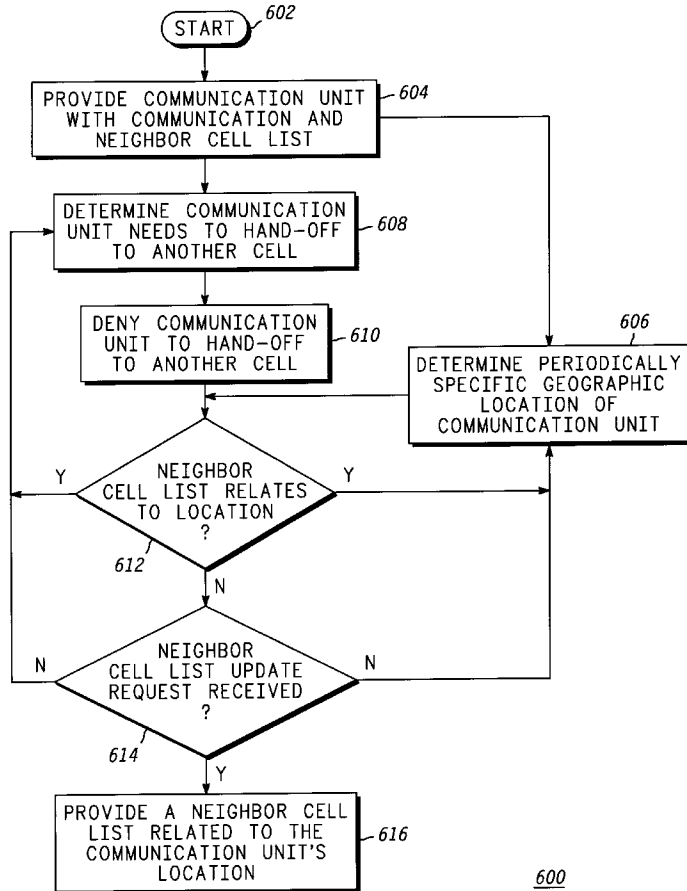 START
602
PROVIDE COMMUNICATION UNIT
WITH COMMUNICATION AND
NEIGHBOR CELL LIST
604
DETERMINE COMMUNICATION
UNIT NEEDS TO HAND-OFF
TO ANOTHER CELL
608
DENY COMMUNICATION
UNIT TO HAND-OFF
TO ANOTHER CELL
610
606
DETERMINE PERIODICALLY
SPECIFIC GEOGRAPHIC
LOCATION OF
COMMUNICATION UNIT
Y
NEIGHBOR
CELL LIST RELATES
TO LOCATION
?
Y
612
N
N
NEIGHBOR
CELL LIST UPDATE
REQUEST RECEIVED
?
N
614
Y
PROVIDE A NEIGHBOR CELL
LIST RELATED TO THE
COMMUNICATION UNIT'S
LOCATION
616
600